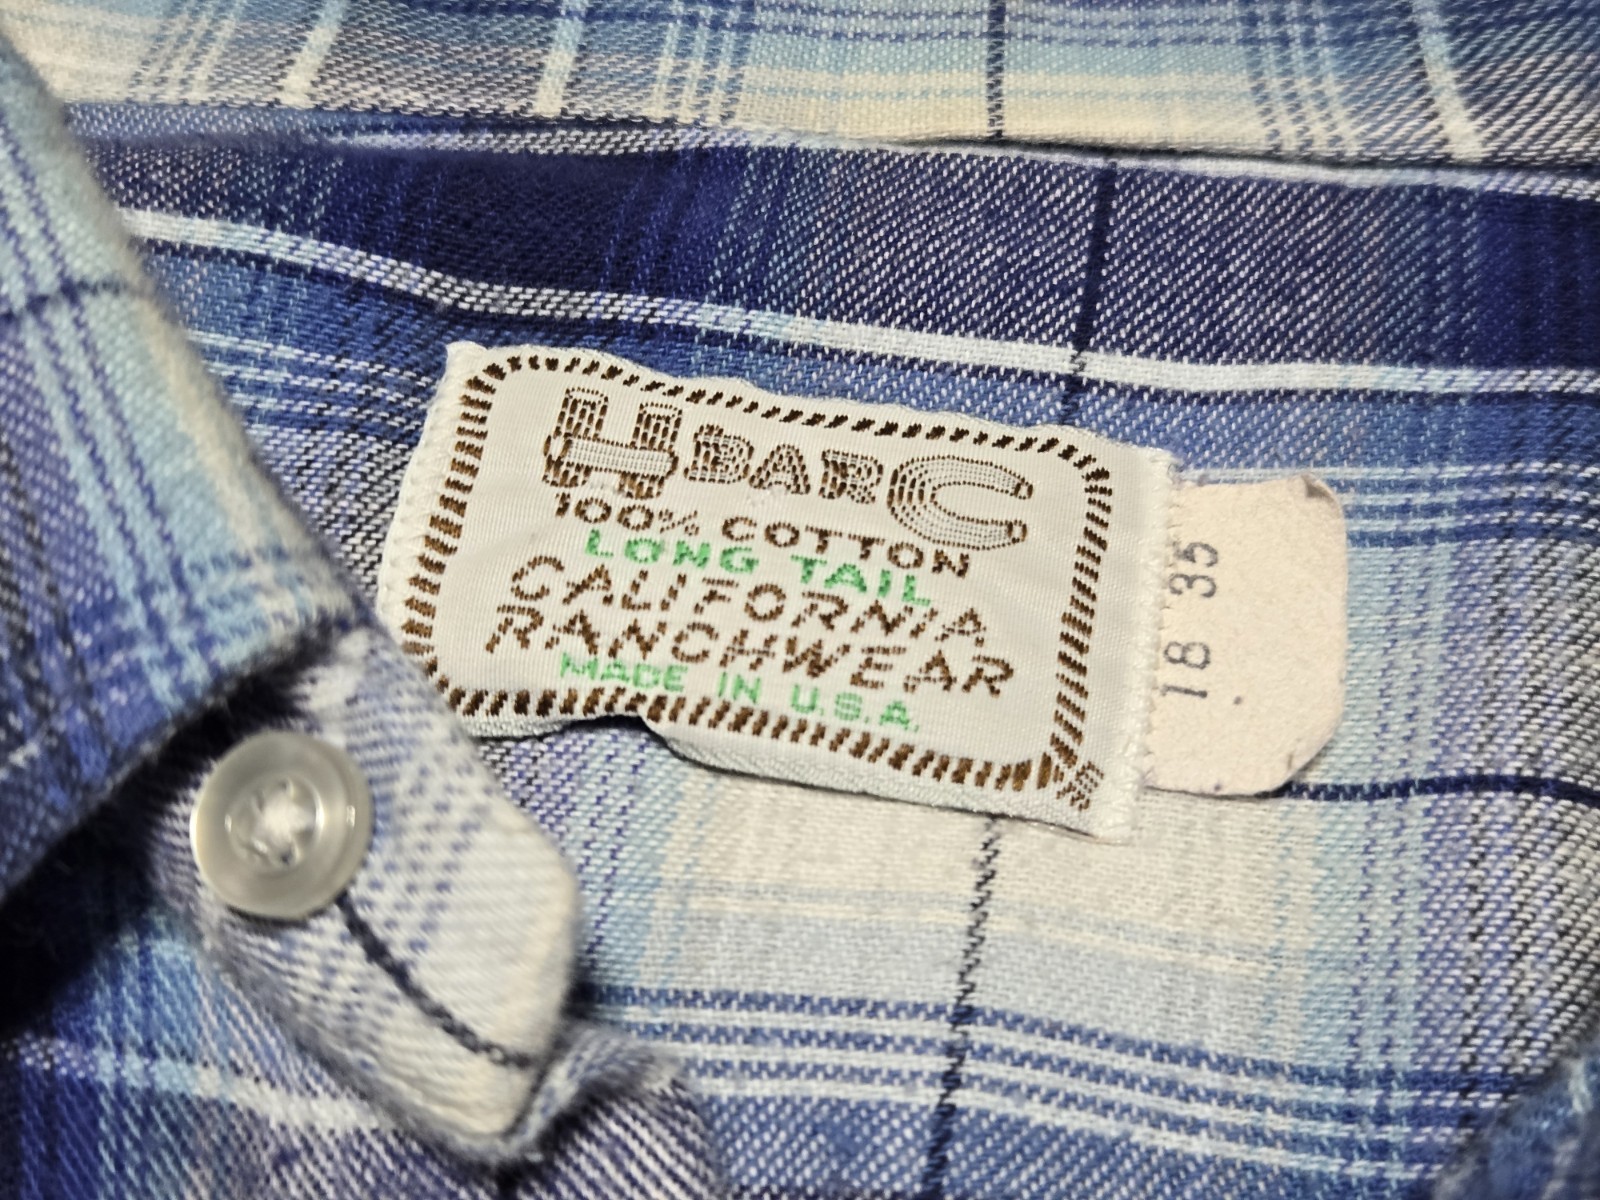 H BAR C
100% COTTON
LONG TAIL
CALIFORNIA
RANCHWEAR
MADE IN U.S.A.
18 35